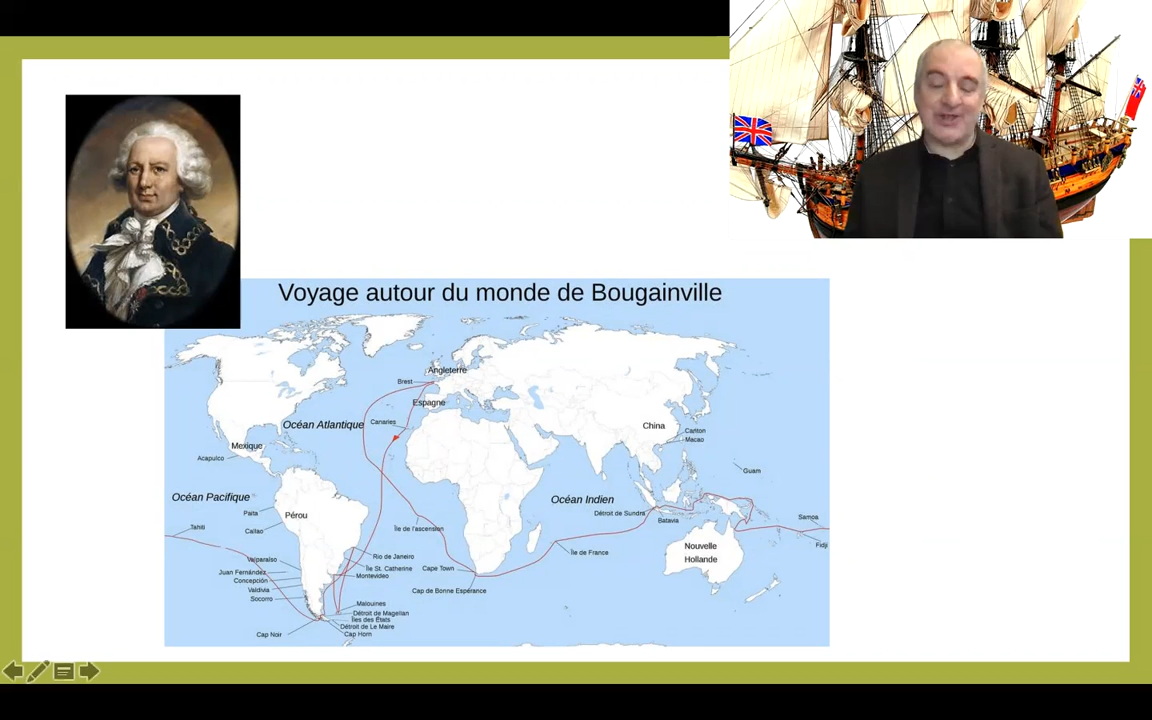 Voyage autour du monde de Bougainville
Angleterre
Brest
Espagne
Océan Atlantique
Canaries
China
Canton
Macao
Mexique
Acapulco
Guam
Océan Pacifique
Océan Indien
Paita
Pérou
Détroit de Sundra
Batavia
Samoa
Tahiti
Callao
Île de l'ascension
Fidji
Nouvelle
Hollande
Île de France
Valparaíso
Rio de Janeiro
Juan Fernández
Île St. Catherine
Cape Town
Concepción
Montevideo
Valdivia
Cap de Bonne Espérance
Socorro
Malouines
Détroit de Magellan
Îles des États
Détroit de Le Maire
Cap Noir
Cap Horn